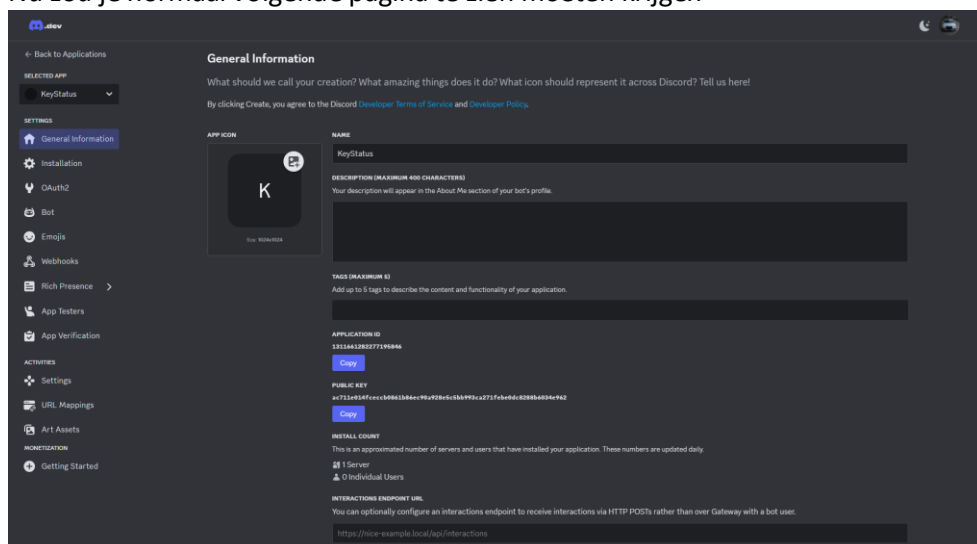 Nu zou je normaal volgende pagina te zien moeten krijgen
.dev
← Back to Applications
SELECTED APP
KeyStatus
SETTINGS
General Information
Installation
OAuth2
Bot
Emojis
Webhooks
Rich Presence
App Testers
App Verification
ACTIVITIES
Settings
URL Mappings
Art Assets
MONETIZATION
Getting Started
General Information
What should we call your creation? What amazing things does it do? What icon should represent it across Discord? Tell us here!
By clicking Create, you agree to the Discord Developer Terms of Service and Developer Policy.
APP ICON
K
Size: 1024x1024
NAME
KeyStatus
DESCRIPTION (MAXIMUM 400 CHARACTERS)
Your description will appear in the About Me section of your bot's profile.
TAGS (MAXIMUM 5)
Add up to 5 tags to describe the content and functionality of your application.
APPLICATION ID
1311661282277195846
Copy
PUBLIC KEY
Copy
INSTALL COUNT
This is an approximated number of servers and users that have installed your application. These numbers are updated daily.
1 Server
0 Individual Users
INTERACTIONS ENDPOINT URL
You can optionally configure an interactions endpoint to receive interactions via HTTP POSTs rather than over Gateway with a bot user.
https://nice-example.local/api/interactions